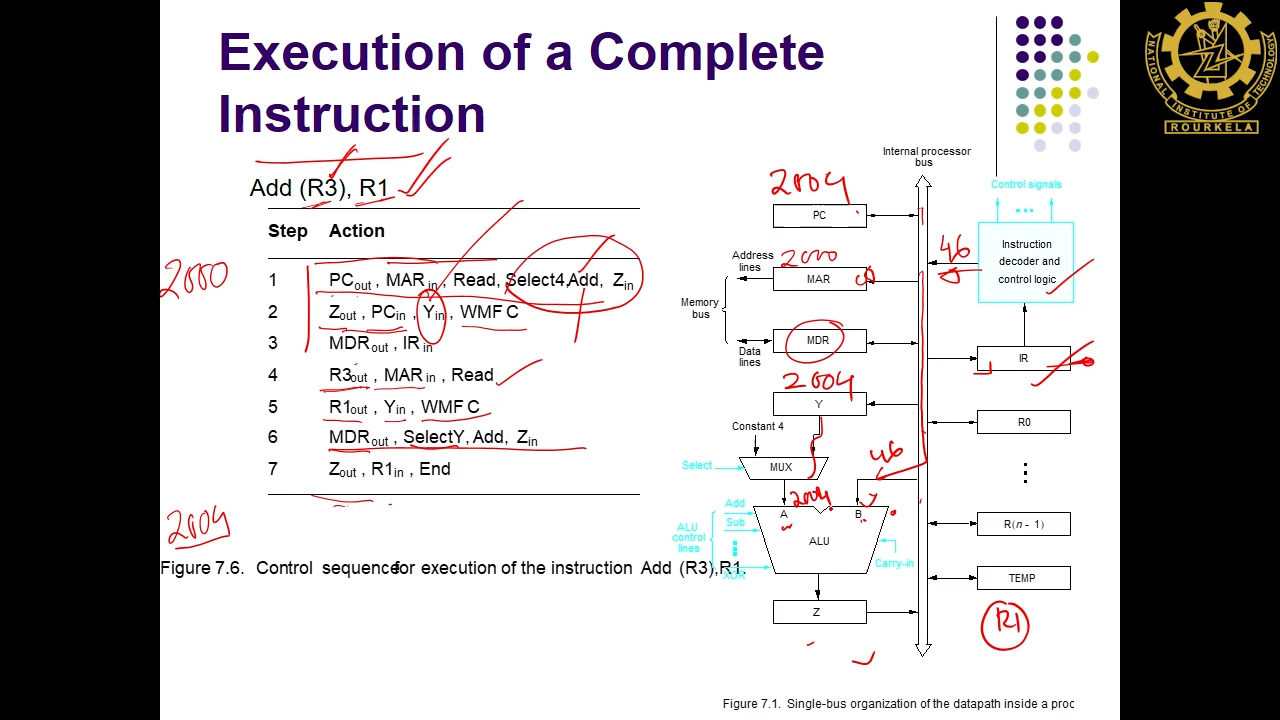 Execution of a Complete
Instruction
Add (R3), R1
Step Action
1 PCout , MARin , Read, Select4,Add, Zin
2 Zout , PCin , Yin , WMF C
3 MDRout , IRin
4 R3out , MARin , Read
5 R1out , Yin , WMF C
6 MDRout , SelectY, Add, Zin
7 Zout , R1in , End
2000
2004
Figure 7.6. Control sequence for execution of the instruction Add (R3),R1.
Internal processor
bus
Control signals
...
2004
PC
Address
lines
2000
MAR
46
Instruction
decoder and
control logic
Memory
bus
MDR
Data
lines
IR
2004
Y
R0
Constant 4
46
Select
MUX
2004
Add
A
B
Sub
R(n - 1)
ALU
control
lines
ALU
Carry-in
XOR
TEMP
Z
R1
Figure 7.1. Single-bus organization of the datapath inside a proc
NATIONAL INSTITUTE OF TECHNOLOGY
ROURKELA